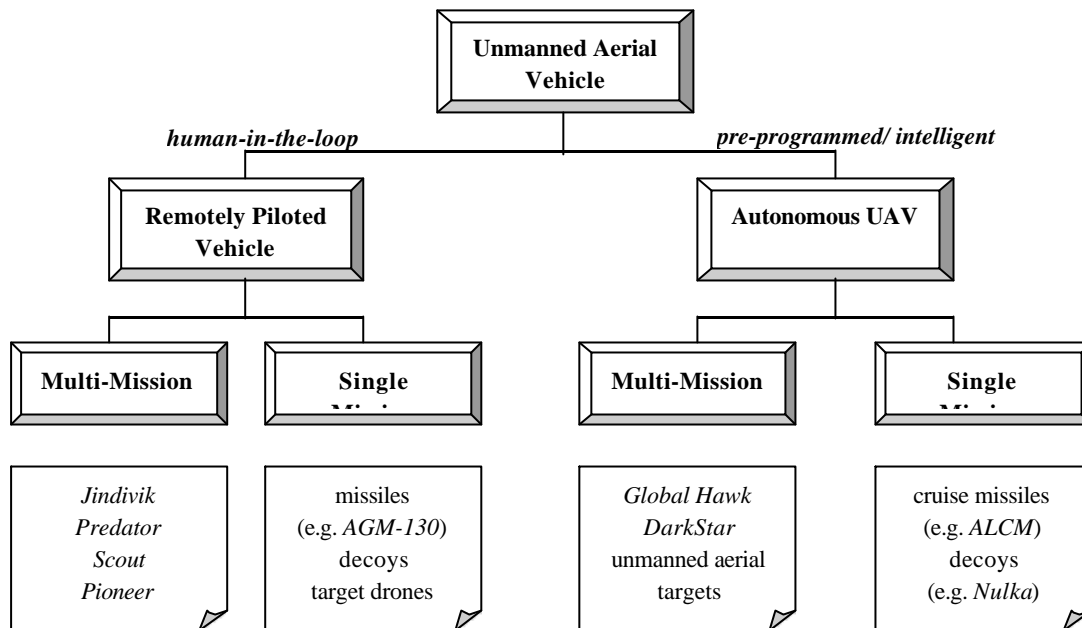 Unmanned Aerial
Vehicle
human-in-the-loop
pre-programmed/ intelligent
Remotely Piloted
Vehicle
Autonomous UAV
Multi-Mission
Single
Multi-Mission
Single
Jindivik
Predator
Scout
Pioneer
missiles
(e.g. AGM-130)
decoys
target drones
Global Hawk
DarkStar
unmanned aerial
targets
cruise missiles
(e.g. ALCM)
decoys
(e.g. Nulka)